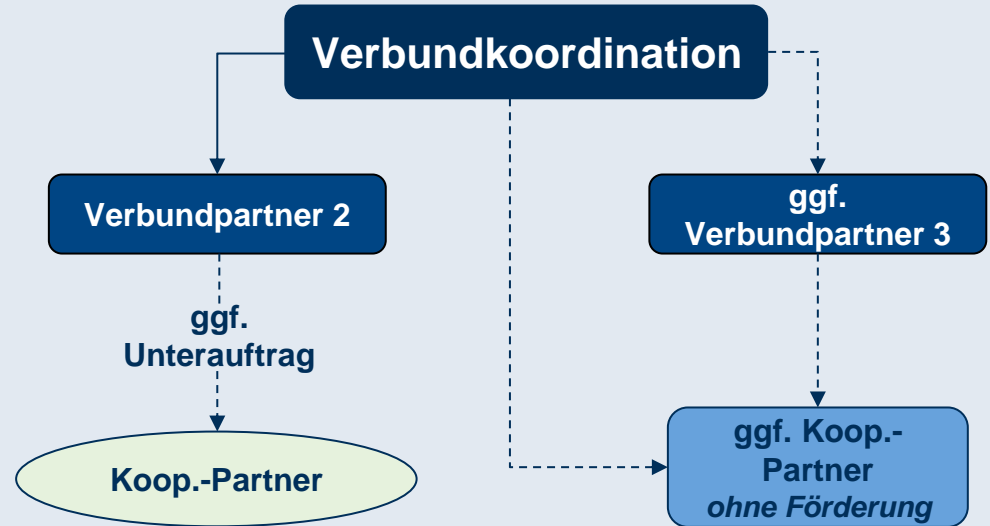 Verbundkoordination
Verbundpartner 2
ggf.
Verbundpartner 3
ggf.
Unterauftrag
Koop.-Partner
ggf. Koop.-
Partner
ohne Förderung